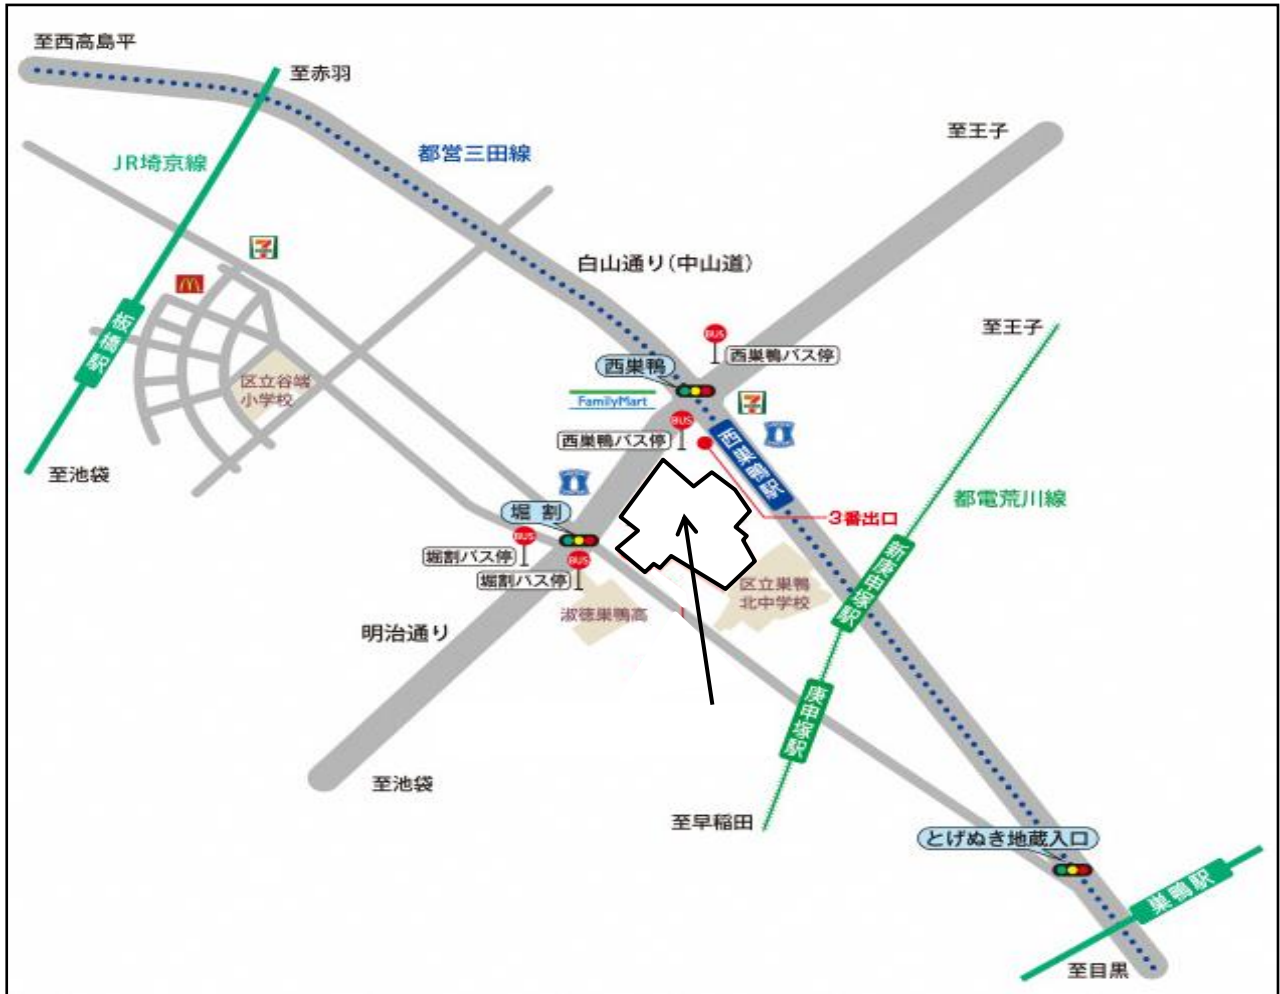 至西高島平
至赤羽
至王子
JR埼京線
都営三田線
7
M
白山通り(中山道)
至王子
板橋駅
BUS
西巣鴨バス停
西巣鴨
区立谷端
小学校
FamilyMart
7
BUS
西巣鴨バス停
西巣鴨駅
至池袋
都電荒川線
堀 割
3番出口
BUS
堀割バス停
BUS
堀割バス停
新庚申塚駅
区立巣鴨
北中学校
淑徳巣鴨高
明治通り
庚申塚駅
至池袋
至早稲田
とげぬき地蔵入口
巣鴨駅
至目黒